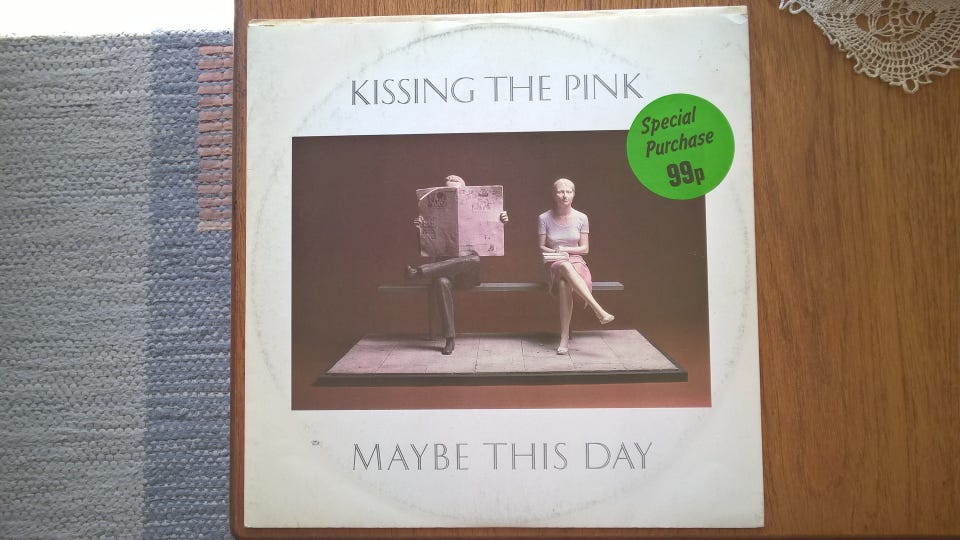 KISSING THE PINK
Special
Purchase
99p
MAYBE THIS DAY